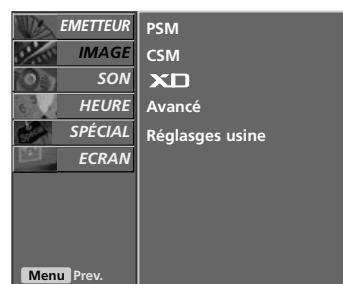 EMETTEUR
IMAGE
SON
HEURE
SPÉCIAL
ECRAN
Menu Prev.
PSM
CSM
XD
Avancé
Réglasges usine